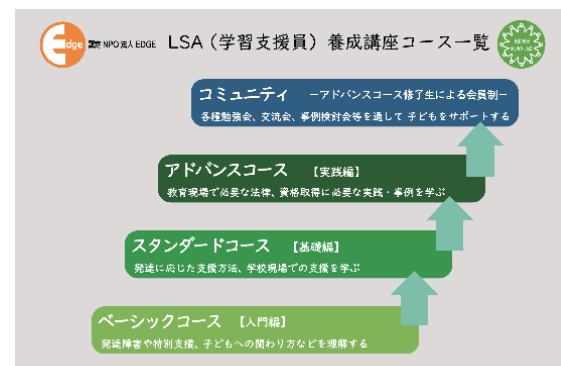 Edge 認定NPO法人EDGE LSA（学習支援員）養成講座コース一覧
コミュニティ －アドバンスコース修了生による会員制－
各種勉強会、交流会、事例検討会等を通して 子どもをサポートする
アドバンスコース 【実践編】
教育現場で必要な法律、資格取得に必要な実践・事例を学ぶ
スタンダードコース 【基礎編】
発達に応じた支援方法、学校現場での支援を学ぶ
ベーシックコース 【入門編】
発達障害や特別支援、子どもへの関わり方などを理解する